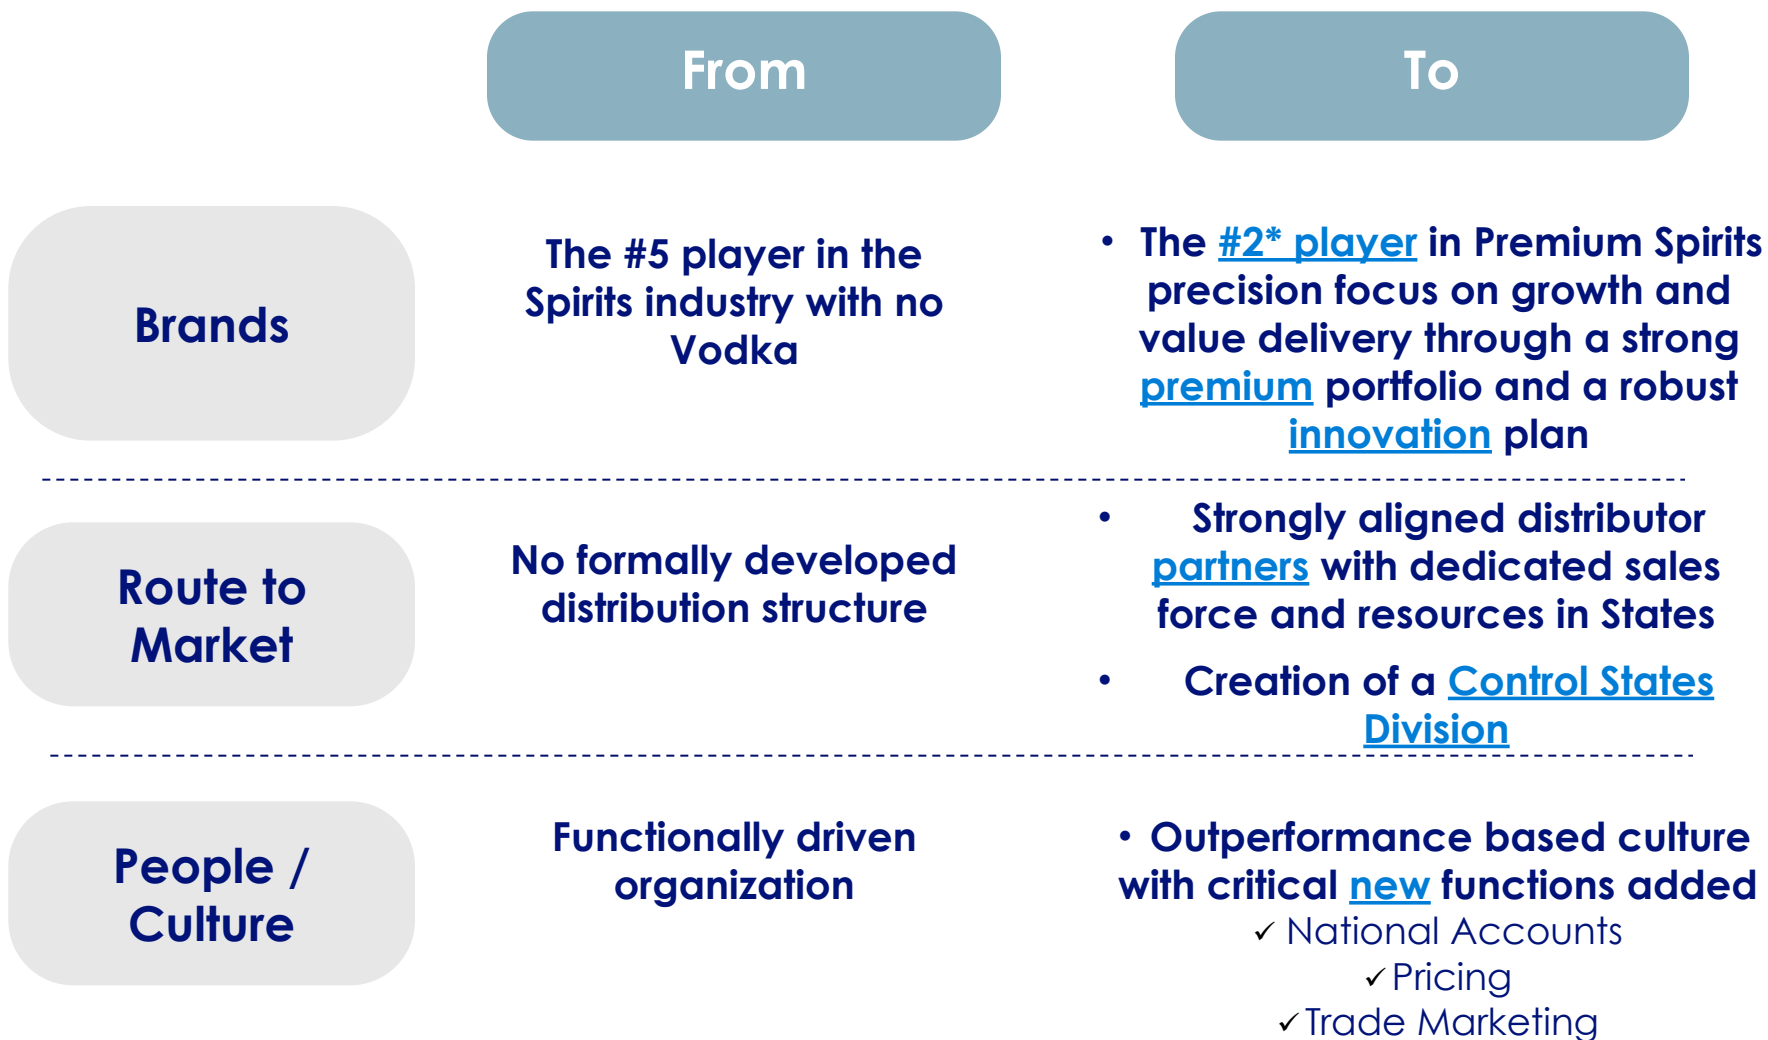 From
To
Brands
The #5 player in the
Spirits industry with no
Vodka
• The #2* player in Premium Spirits
precision focus on growth and
value delivery through a strong
premium portfolio and a robust
innovation plan
Route to
Market
No formally developed
distribution structure
• Strongly aligned distributor
partners with dedicated sales
force and resources in States
• Creation of a Control States
Division
People /
Culture
Functionally driven
organization
• Outperformance based culture
with critical new functions added
✓ National Accounts
✓ Pricing
✓ Trade Marketing